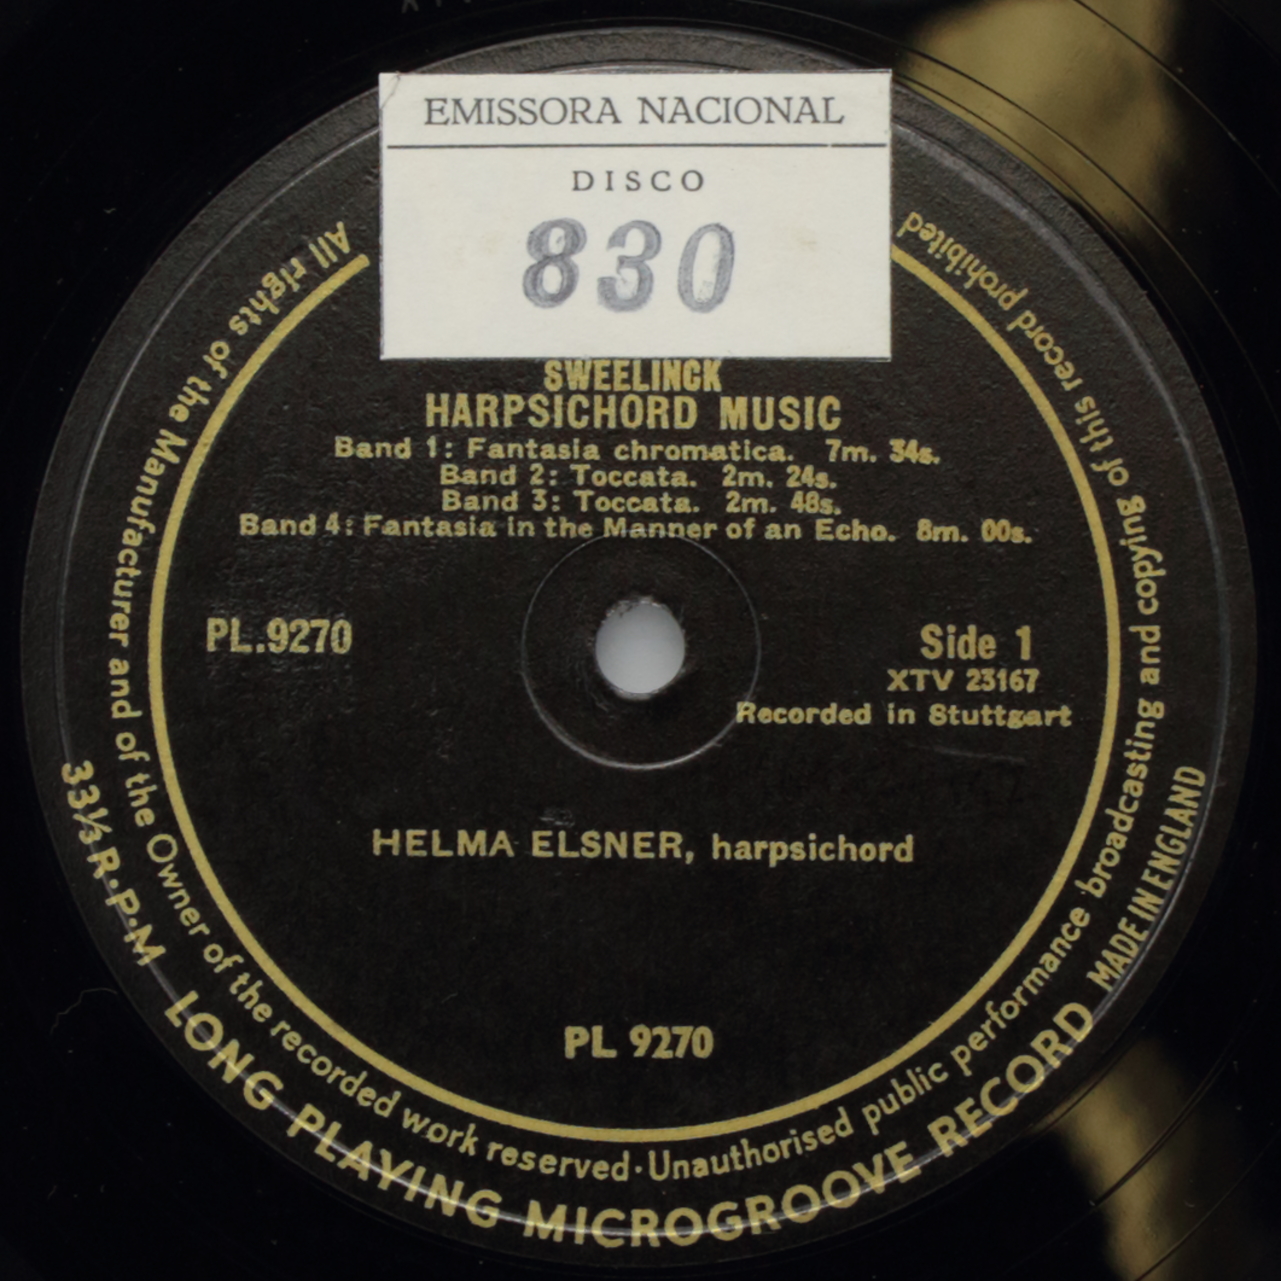 EMISSORA NACIONAL
DISCO
830
SWEELINCK
HARPSICHORD MUSIC
Band 1: Fantasia chromatica. 7m. 34s.
Band 2: Toccata. 2m. 24s.
Band 3: Toccata. 2m. 48s.
Band 4: Fantasia in the Manner of an Echo. 8m. 00s.
PL.9270
Side 1
XTV 23167
Recorded in Stuttgart
HELMA ELSNER, harpsichord
PL 9270
All rights of the Manufacturer and of the Owner of the recorded work reserved·Unauthorised public performance broadcasting and copying of this record prohibited
33⅓ R·P·M LONG PLAYING MICROGROOVE RECORD MADE IN ENGLAND